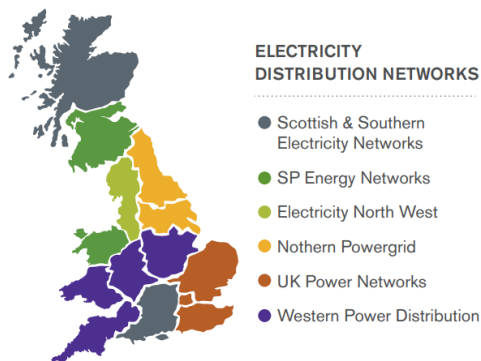 ELECTRICITY
DISTRIBUTION NETWORKS
Scottish & Southern
Electricity Networks
SP Energy Networks
Electricity North West
Nothern Powergrid
UK Power Networks
Western Power Distribution